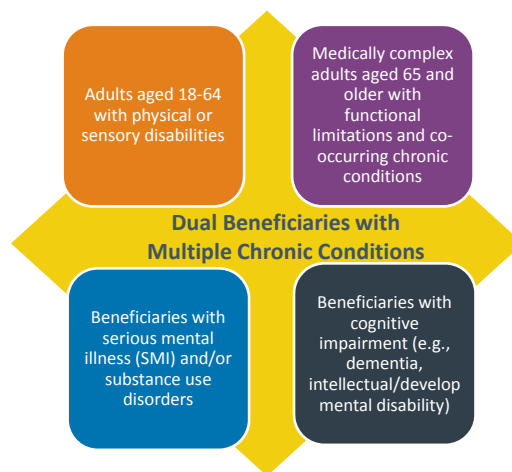 Adults aged 18-64
with physical or
sensory disabilities
Medically complex
adults aged 65 and
older with
functional
limitations and co-
occurring chronic
conditions
Dual Beneficiaries with
Multiple Chronic Conditions
Beneficiaries with
serious mental
illness (SMI) and/or
substance use
disorders
Beneficiaries with
cognitive
impairment (e.g.,
dementia,
intellectual/develop
mental disability)